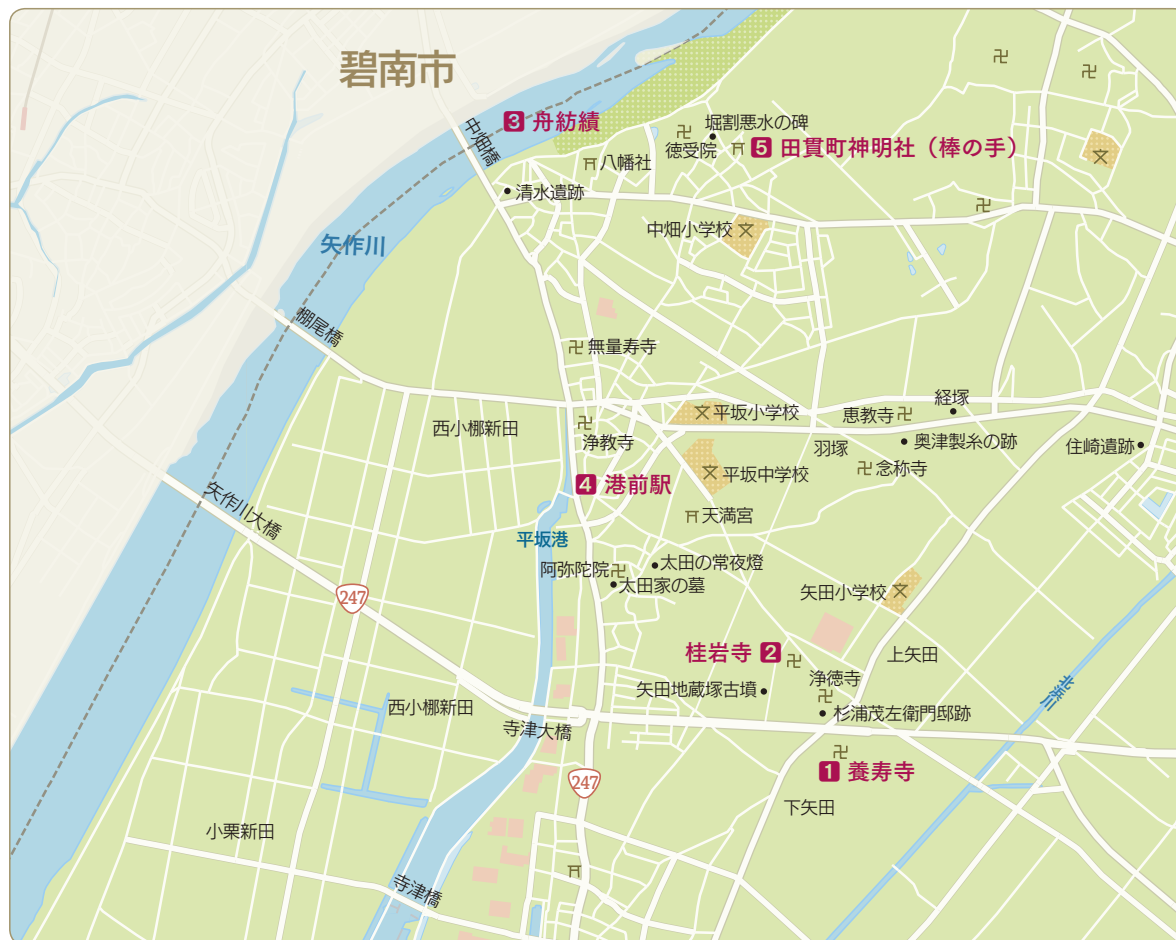 碧南市
3 舟紡績
中畑橋
堀割悪水の碑
徳受院
5 田貫町神明社（棒の手）
八幡社
清水遺跡
中畑小学校
矢作川
棚尾橋
無量寿寺
平坂小学校
経塚
恵教寺
西小梛新田
浄教寺
羽塚
奥津製糸の跡
住崎遺跡
平坂中学校
念称寺
4 港前駅
矢作川大橋
天満宮
平坂港
太田の常夜燈
阿弥陀院
太田家の墓
矢田小学校
247
桂岩寺 2
上矢田
浄徳寺
矢田地蔵塚古墳
北浜川
西小梛新田
杉浦茂左衛門邸跡
寺津大橋
1 養寿寺
247
下矢田
小栗新田
寺津橋